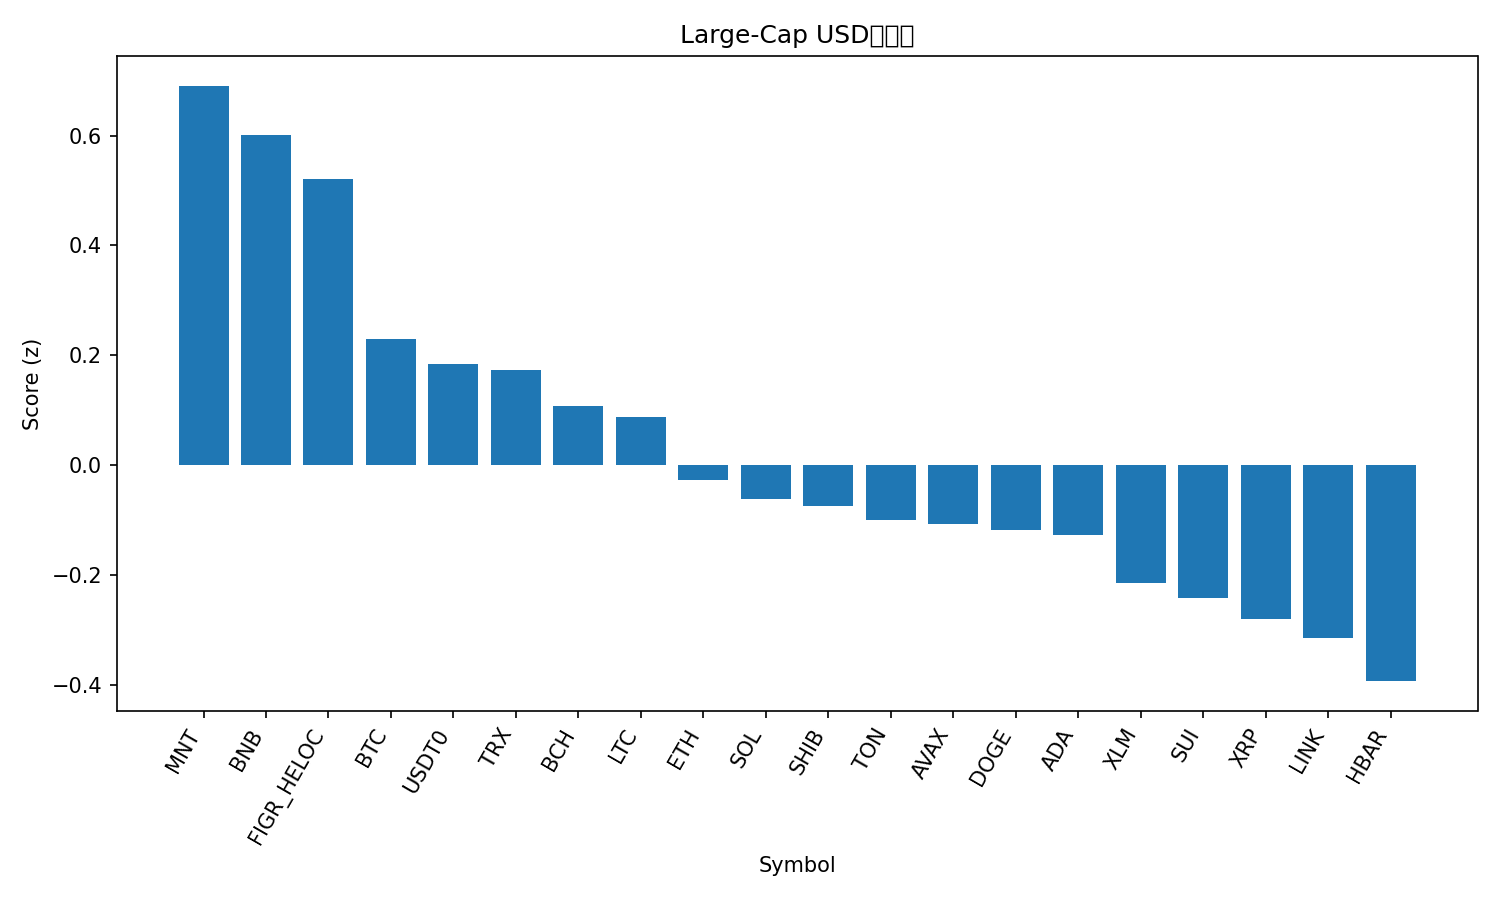 Large-Cap USD
Score (z)
0.6
0.4
0.2
0.0
−0.2
−0.4
MNT
BNB
FIGR_HELOC
BTC
USDT0
TRX
BCH
LTC
ETH
SOL
SHIB
TON
AVAX
DOGE
ADA
XLM
SUI
XRP
LINK
HBAR
Symbol